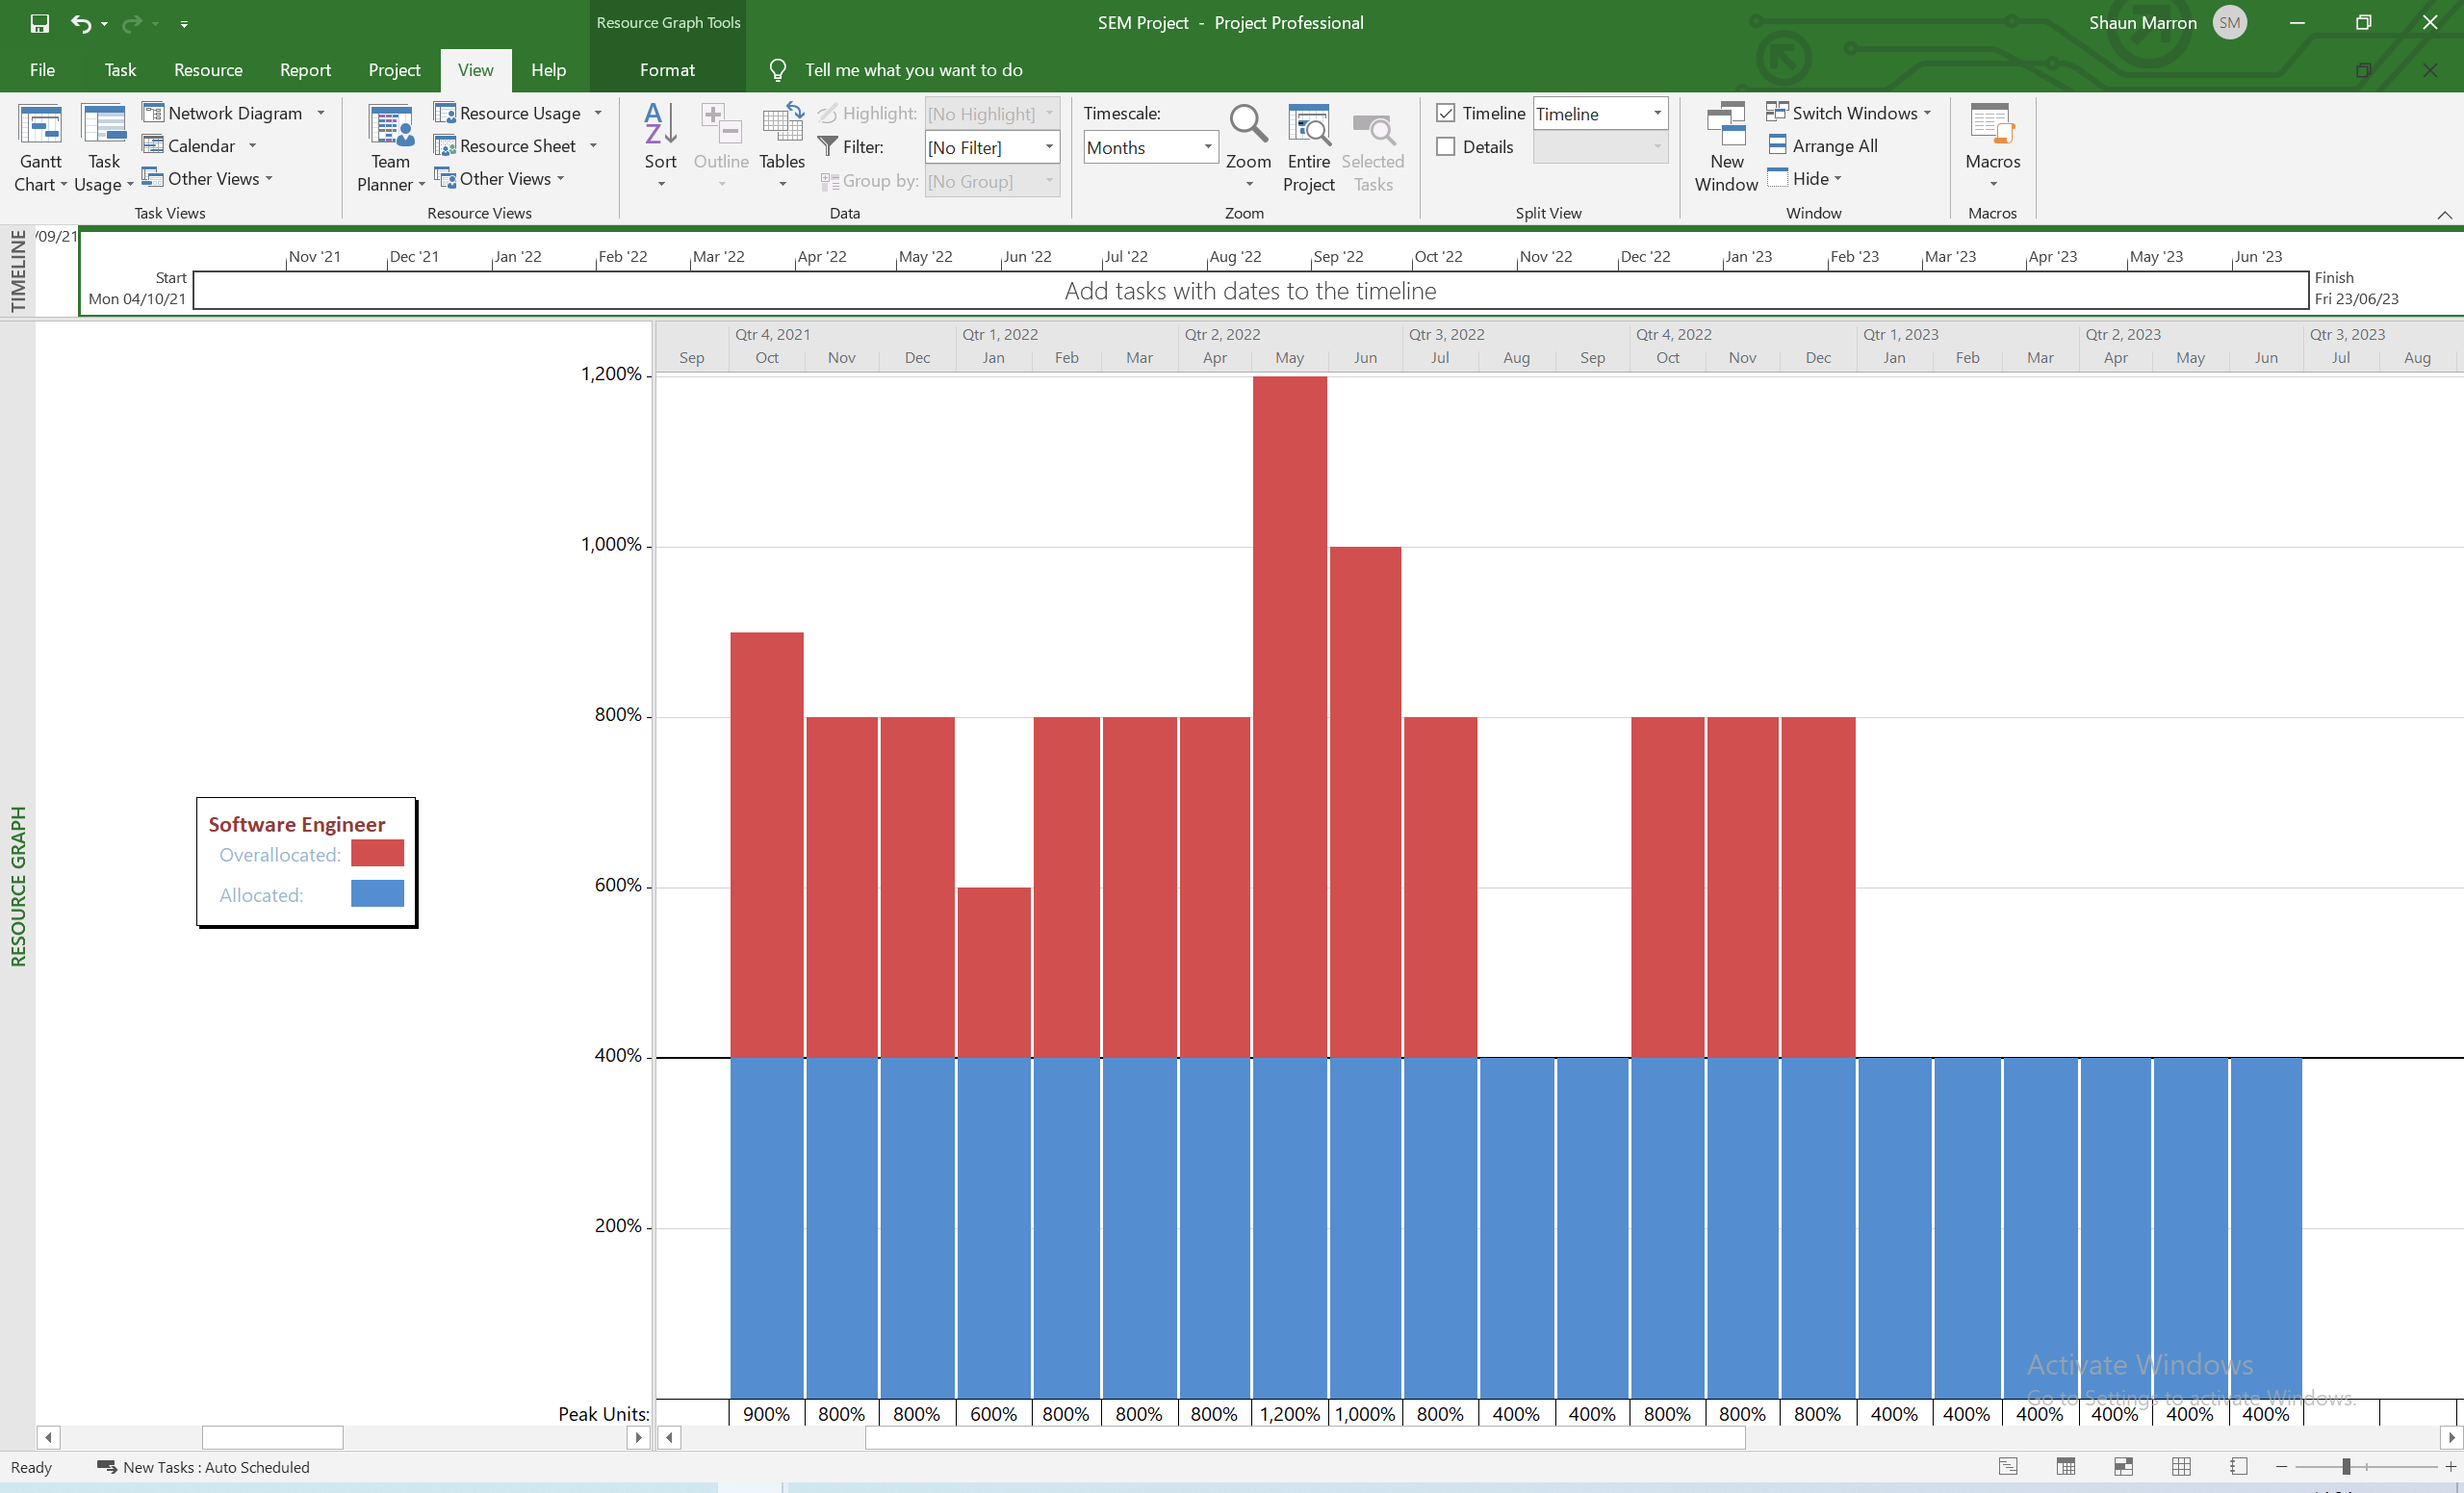 Resource Graph Tools
SEM Project - Project Professional
Shaun Marron SM
File Task Resource Report Project View Help Format Tell me what you want to do
Gantt Chart
Task Usage
Network Diagram
Calendar
Other Views
Task Views
Team Planner
Resource Usage
Resource Sheet
Other Views
Resource Views
Sort
Outline
Tables
Highlight: [No Highlight]
Filter: [No Filter]
Group by: [No Group]
Data
Timescale:
Months
Zoom
Entire Project
Selected Tasks
Zoom
Timeline Timeline
Details
Split View
New Window
Switch Windows
Arrange All
Hide
Window
Macros
Macros
TIMELINE
/09/21
Nov '21 Dec '21 Jan '22 Feb '22 Mar '22 Apr '22 May '22 Jun '22 Jul '22 Aug '22 Sep '22 Oct '22 Nov '22 Dec '22 Jan '23 Feb '23 Mar '23 Apr '23 May '23 Jun '23
Start
Mon 04/10/21
Add tasks with dates to the timeline
Finish
Fri 23/06/23
Qtr 4, 2021 Qtr 1, 2022 Qtr 2, 2022 Qtr 3, 2022 Qtr 4, 2022 Qtr 1, 2023 Qtr 2, 2023 Qtr 3, 2023
Sep Oct Nov Dec Jan Feb Mar Apr May Jun Jul Aug Sep Oct Nov Dec Jan Feb Mar Apr May Jun Jul Aug
1,200%
1,000%
800%
600%
400%
200%
RESOURCE GRAPH
Software Engineer
Overallocated:
Allocated:
Activate Windows
Go to Settings to activate Windows.
Peak Units: 900% 800% 800% 600% 800% 800% 800% 1,200% 1,000% 800% 400% 400% 800% 800% 800% 400% 400% 400% 400% 400% 400%
Ready New Tasks : Auto Scheduled